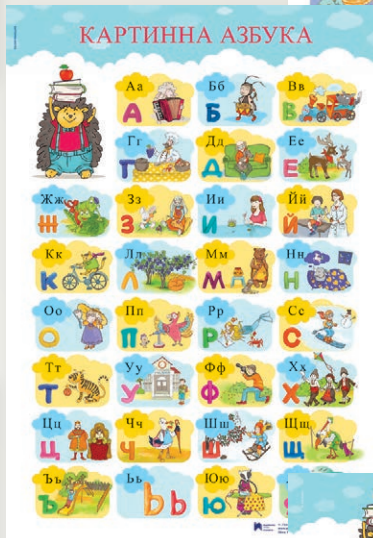 КАРТИННА АЗБУКА
Аа Бб Вв
А Б В
Гг Дд Ее
Г Д Е
Жж Зз Ии Йй
Ж З И Й
Кк Лл Мм Нн
К Л М Н
Оо Пп Рр Сс
О П Р С
Тт Уу Фф Хх
Т У Ф Х
Цц Чч Шш Щщ
Ц Ч Ш Щ
Ъъ Ьь Юю
Ъ Ьь Ю